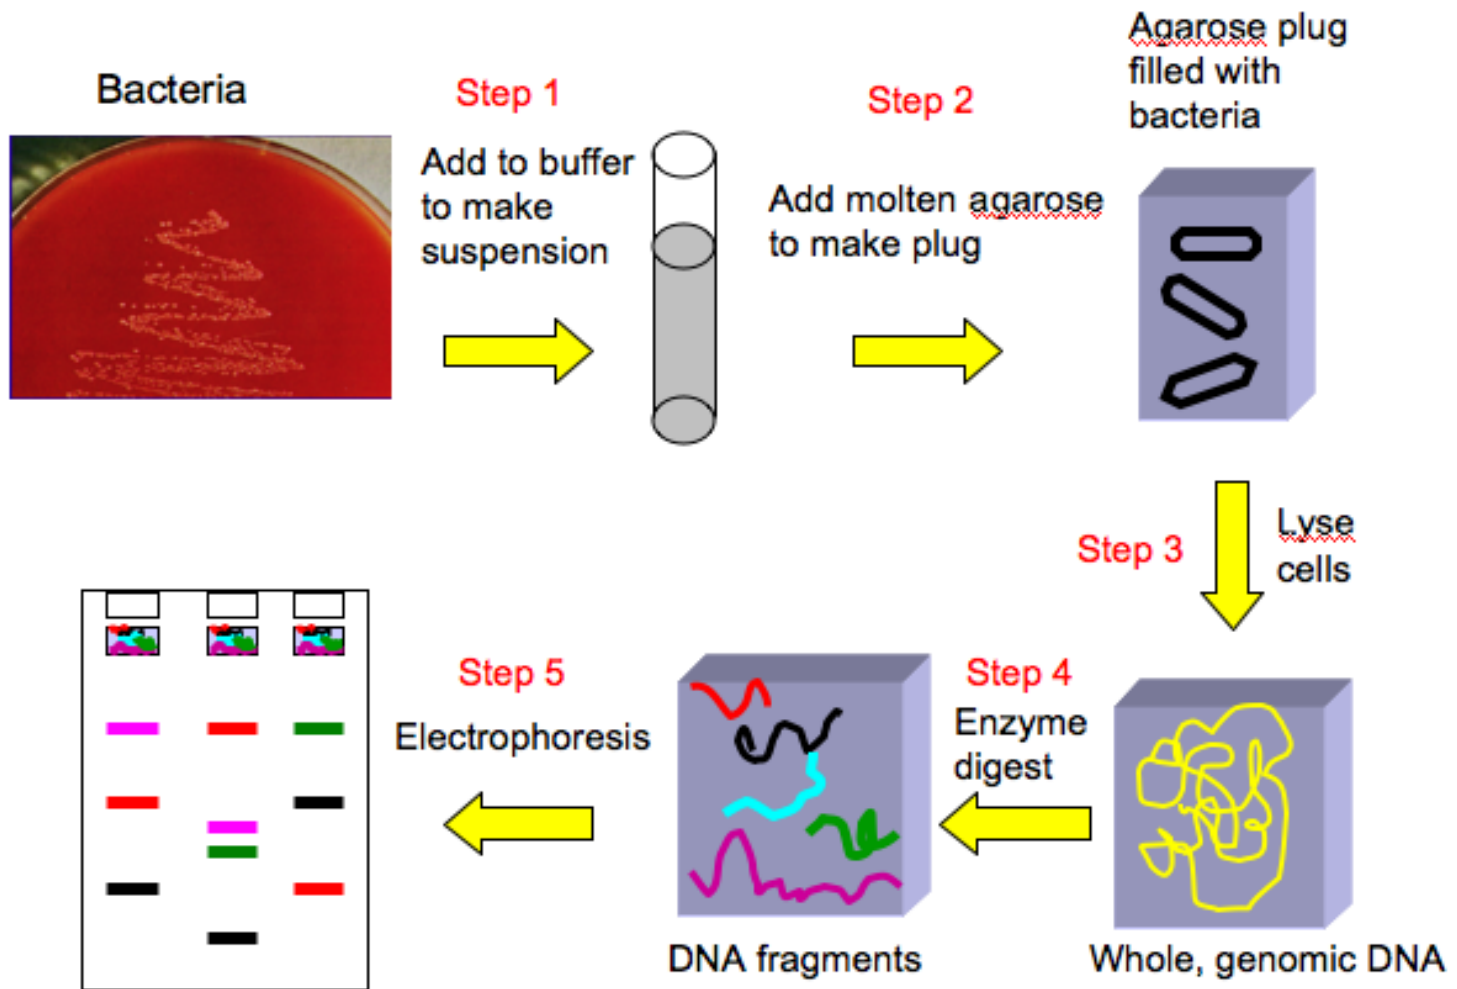 Bacteria
Step 1
Add to buffer
to make
suspension
Step 2
Add molten agarose
to make plug
Agarose plug
filled with
bacteria
Step 3
Lyse
cells
Whole, genomic DNA
Step 4
Enzyme
digest
DNA fragments
Step 5
Electrophoresis